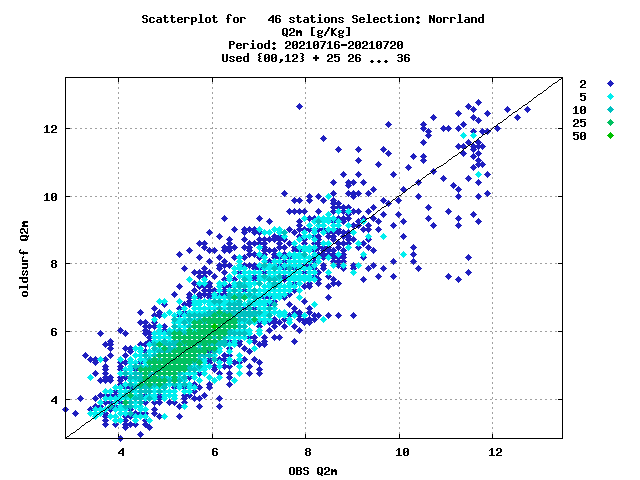 Scatterplot for 46 stations Selection: Norrland
Q2m [g/Kg]
Period: 20210716-20210720
Used {00,12} + 25 26 ... 36
2
5
10
25
50
12
10
8
6
4
oldsurf Q2m
4 6 8 10 12
OBS Q2m